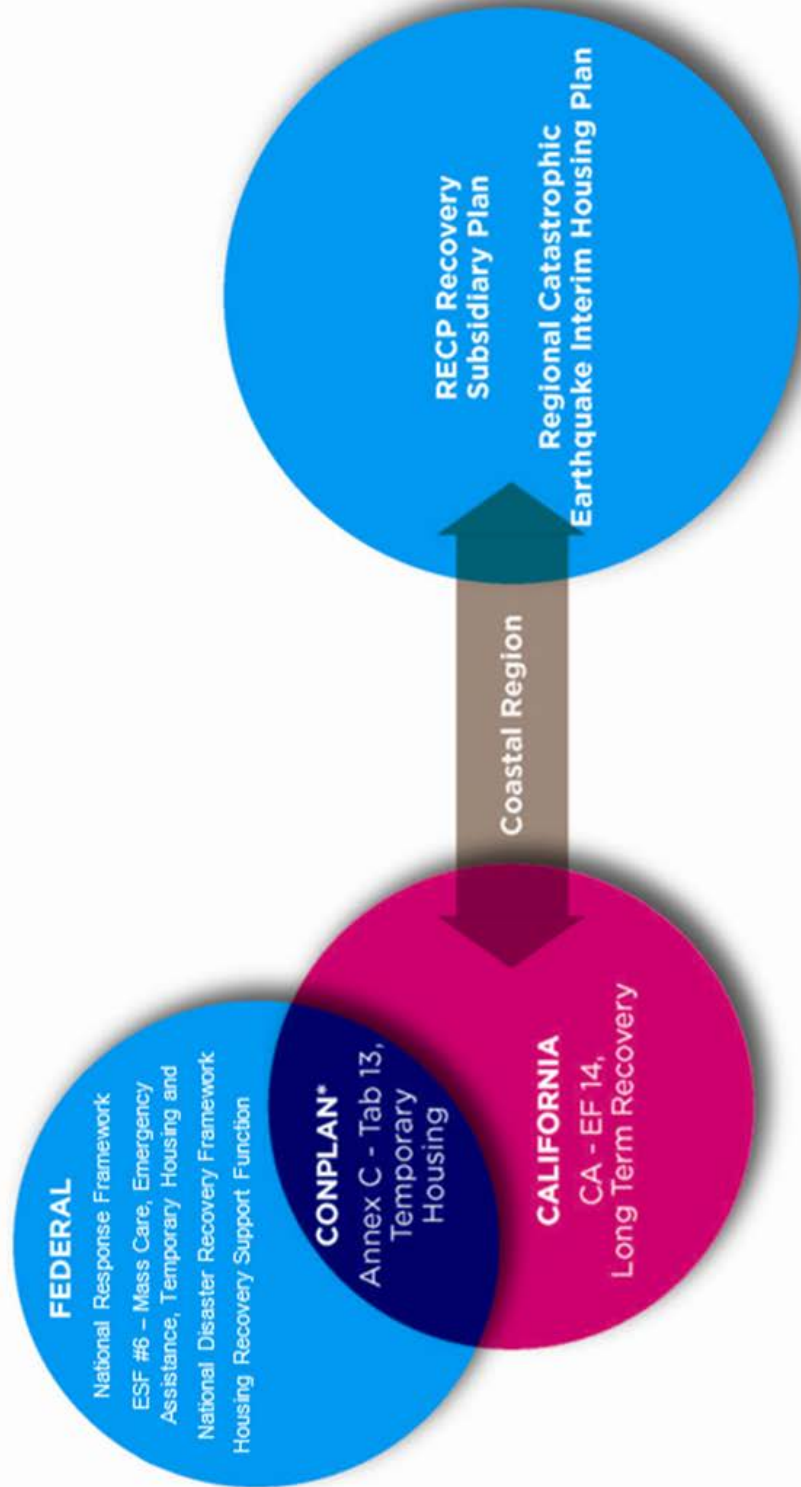 FEDERAL
National Response Framework
ESF #6 – Mass Care, Emergency
Assistance, Temporary Housing and
National Disaster Recovery Framework
Housing Recovery Support Function
CONPLAN*
Annex C - Tab 13,
Temporary
Housing
CALIFORNIA
CA - EF 14,
Long Term Recovery
Coastal Region
RECP Recovery
Subsidiary Plan
Regional Catastrophic
Earthquake Interim Housing Plan